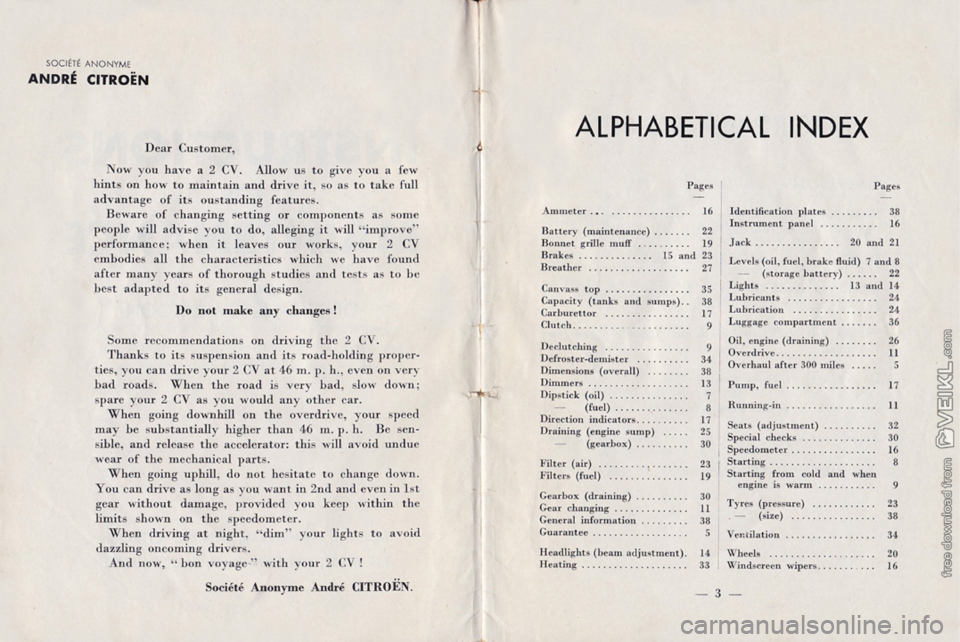 SOCIÉTÉ ANONYME
ANDRÉ CITROËN
Dear Customer,
Now you have a 2 CV. Allow us to give you a few
hints on how to maintain and drive it, so as to take full
advantage of its oustanding features.
Beware of changing setting or components as some
people will advise you to do, alleging it will “improve”
performance; when it leaves our works, your 2 CV
embodies all the characteristics which we have found
after many years of thorough studies and tests as to be
best adapted to its general design.
Do not make any changes!
Some recommendations on driving the 2 CV.
Thanks to its suspension and its road-holding proper-
ties, you can drive your 2 CV at 46 m. p. h., even on very
bad roads. When the road is very bad, slow down;
spare your 2 CV as you would any other car.
When going downhill on the overdrive, your speed
may be substantially higher than 46 m. p. h. Be sen-
sible, and release the accelerator: this will avoid undue
wear of the mechanical parts.
When going uphill, do not hesitate to change down.
You can drive as long as you want in 2nd and even in 1st
gear without damage, provided you keep within the
limits shown on the speedometer.
When driving at night, “dim” your lights to avoid
dazzling oncoming drivers.
And now, “ bon voyage ” with your 2 CV !
Société Anonyme André CITROËN.
ALPHABETICAL INDEX
Pages
—
Ammeter ... ............... 16
Battery (maintenance) ....... 22
Bonnet grille muff .......... 19
Brakes .............. 15 and 23
Breather ................... 27
Canvass top ................ 35
Capacity (tanks and sumps).. 38
Carburettor ................ 17
Clutch...................... 9
Declutching ................ 9
Defroster-demister .......... 34
Dimensions (overall) ........ 38
Dimmers ................... 13
Dipstick (oil) ............... 7
— (fuel) .............. 8
Direction indicators.......... 17
Draining (engine sump) ..... 25
— (gearbox) .......... 30
Filter (air) ................. 23
Filters (fuel) ............... 19
Gearbox (draining) .......... 30
Gear changing .............. 11
General information ......... 38
Guarantee .................. 5
Headlights (beam adjustment). 14
Heating .................... 33
Pages
—
Identification plates ......... 38
Instrument panel ........... 16
Jack ................ 20 and 21
Levels (oil, fuel, brake fluid) 7 and 8
— (storage battery) ...... 22
Lights .............. 13 and 14
Lubricants ................. 24
Lubrication ................ 24
Luggage compartment ....... 36
Oil, engine (draining) ........ 26
Overdrive................... 11
Overhaul after 300 miles ..... 5
Pump, fuel ................. 17
Running-in ................. 11
Seats (adjustment) .......... 32
Special checks .............. 30
Speedometer ................ 16
Starting .................... 8
Starting from cold and when
engine is warm ........... 9
Tyres (pressure) ............ 23
— (size) ................ 38
Ventilation ................. 34
Wheels .................... 20
Windscreen wipers........... 16
— 3 —
free download from VEIKL.com
carmanualsonline.info